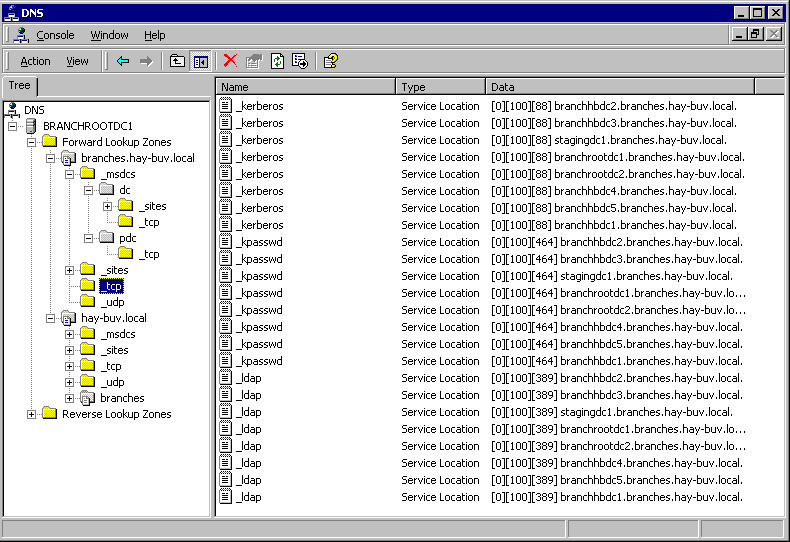 DNS
Console Window Help
Action View
Tree
DNS
BRANCHROOTDC1
Forward Lookup Zones
branches.hay-buv.local
_msdcs
dc
_sites
_tcp
pdc
_tcp
_sites
_tcp
_udp
hay-buv.local
_msdcs
_sites
_tcp
_udp
branches
Reverse Lookup Zones
Name Type Data
_kerberos Service Location [0][100][88] branchhbdc2.branches.hay-buv.local.
_kerberos Service Location [0][100][88] branchhbdc3.branches.hay-buv.local.
_kerberos Service Location [0][100][88] stagingdc1.branches.hay-buv.local.
_kerberos Service Location [0][100][88] branchrootdc1.branches.hay-buv.local.
_kerberos Service Location [0][100][88] branchrootdc2.branches.hay-buv.local.
_kerberos Service Location [0][100][88] branchhbdc4.branches.hay-buv.local.
_kerberos Service Location [0][100][88] branchhbdc5.branches.hay-buv.local.
_kerberos Service Location [0][100][88] branchhbdc1.branches.hay-buv.local.
_kpasswd Service Location [0][100][464] branchhbdc2.branches.hay-buv.local.
_kpasswd Service Location [0][100][464] branchhbdc3.branches.hay-buv.local.
_kpasswd Service Location [0][100][464] stagingdc1.branches.hay-buv.local.
_kpasswd Service Location [0][100][464] branchrootdc1.branches.hay-buv.lo...
_kpasswd Service Location [0][100][464] branchrootdc2.branches.hay-buv.lo...
_kpasswd Service Location [0][100][464] branchhbdc4.branches.hay-buv.local.
_kpasswd Service Location [0][100][464] branchhbdc5.branches.hay-buv.local.
_kpasswd Service Location [0][100][464] branchhbdc1.branches.hay-buv.local.
_ldap Service Location [0][100][389] branchhbdc2.branches.hay-buv.local.
_ldap Service Location [0][100][389] branchhbdc3.branches.hay-buv.local.
_ldap Service Location [0][100][389] stagingdc1.branches.hay-buv.local.
_ldap Service Location [0][100][389] branchrootdc1.branches.hay-buv.lo...
_ldap Service Location [0][100][389] branchrootdc2.branches.hay-buv.lo...
_ldap Service Location [0][100][389] branchhbdc4.branches.hay-buv.local.
_ldap Service Location [0][100][389] branchhbdc5.branches.hay-buv.local.
_ldap Service Location [0][100][389] branchhbdc1.branches.hay-buv.local.